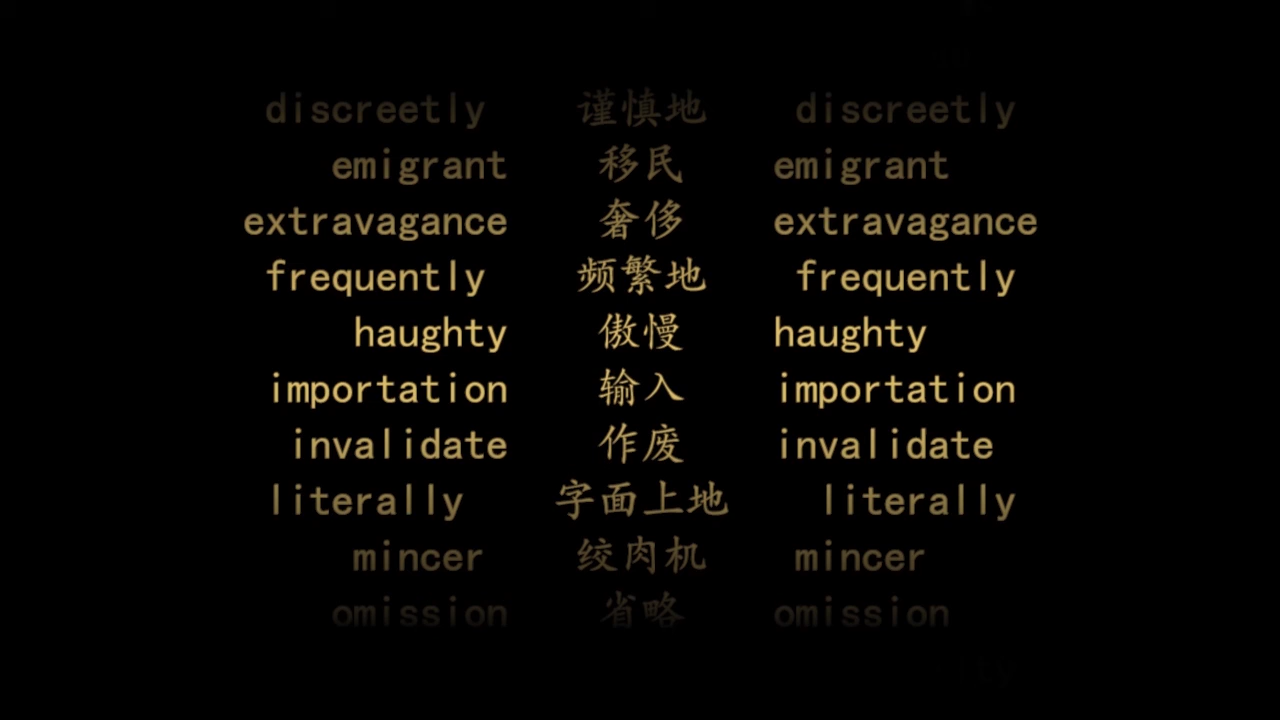 discreetly 谨慎地 discreetly
emigrant 移民 emigrant
extravagance 奢侈 extravagance
frequently 频繁地 frequently
haughty 傲慢 haughty
importation 输入 importation
invalidate 作废 invalidate
literally 字面上地 literally
mincer 绞肉机 mincer
omission 省略 omission